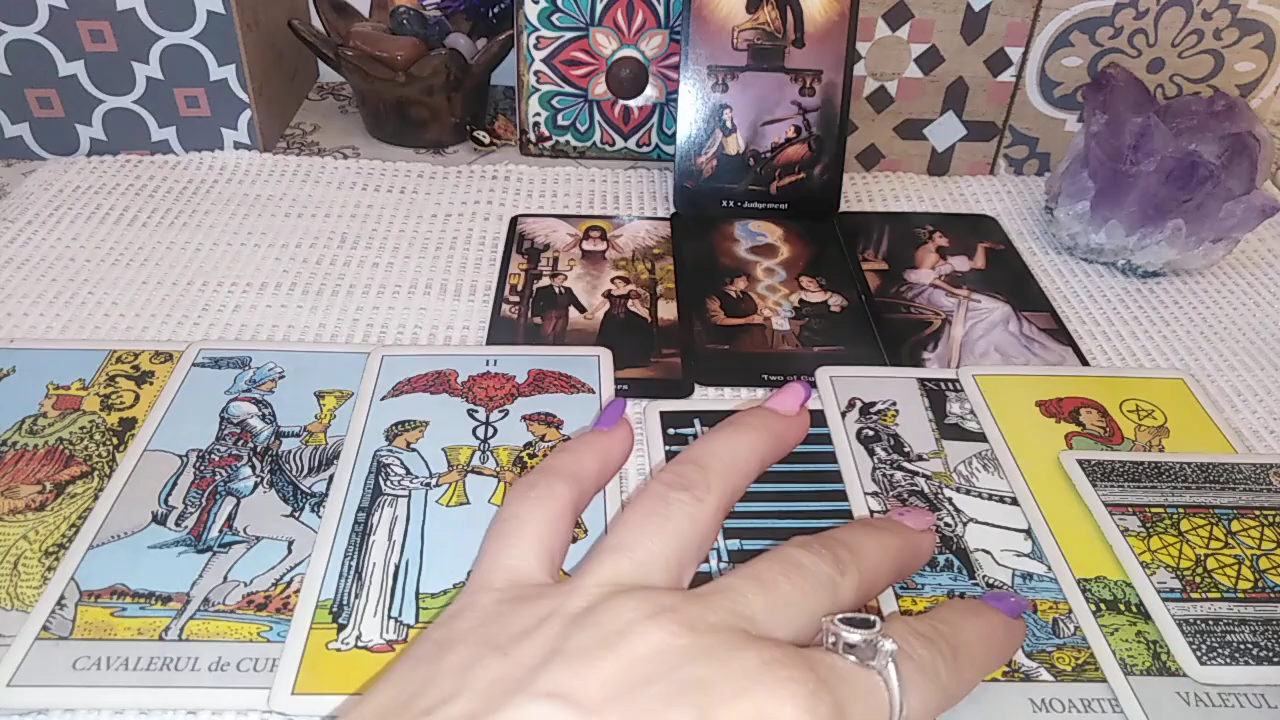 XX • Judgement
Two of Cu
II
XIII
CAVALERUL de CUP
MOARTE
VALETUL